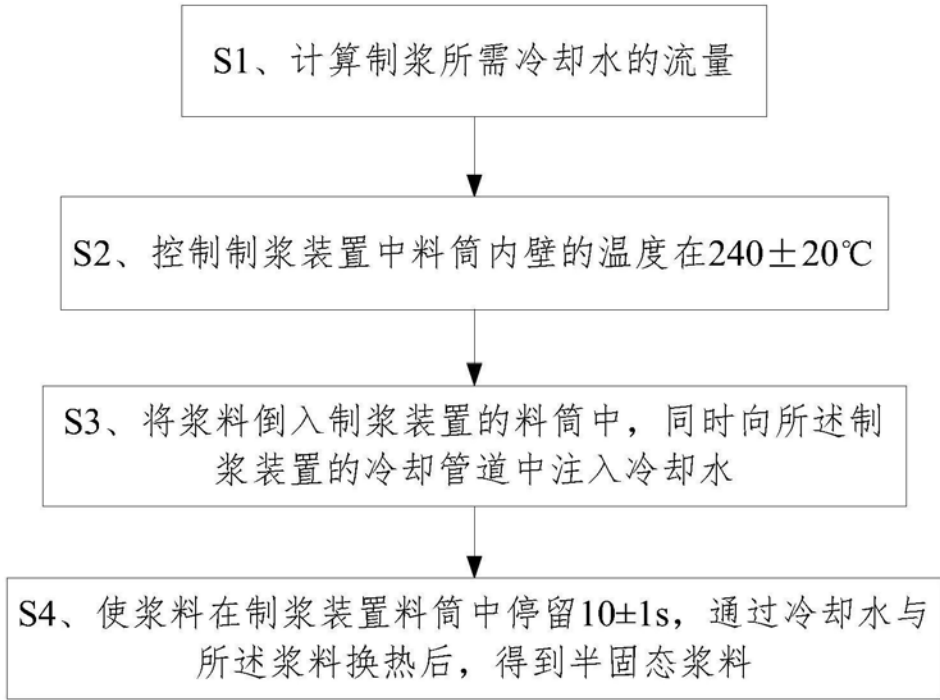 S1、计算制浆所需冷却水的流量
S2、控制制浆装置中料筒内壁的温度在240±20℃
S3、将浆料倒入制浆装置的料筒中，同时向所述制
浆装置的冷却管道中注入冷却水
S4、使浆料在制浆装置料筒中停留10±1s，通过冷却水与
所述浆料换热后，得到半固态浆料